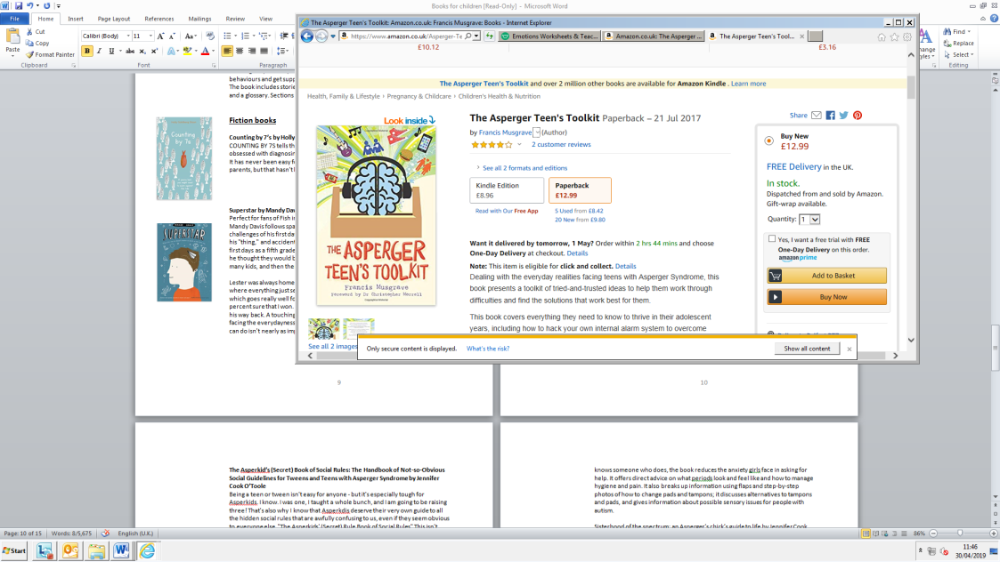 Books for children [Read-Only] - Microsoft Word
File Home Insert Page Layout References Mailings Review View
Cut
Copy
Format Painter
Paste
Clipboard
Calibri (Body) 11
Font
Paragraph
Find
Replace
Select
Editing
The Asperger Teen's Toolkit: Amazon.co.uk: Francis Musgrave: Books - Internet Explorer
https://www.amazon.co.uk/Asperger-Te
Emotions Worksheets & Teac...
Amazon.co.uk: The Asperger ...
The Asperger Teen's Tool...
£10.12
£3.16
The Asperger Teen's Toolkit and over 2 million other books are available for Amazon Kindle . Learn more
Health, Family & Lifestyle › Pregnancy & Childcare › Children's Health & Nutrition
Look inside
THE ASPERGER
TEEN'S TOOLKIT
Francis Musgrave
Foreword by Dr Christopher Worrell
See all 2 images
The Asperger Teen's Toolkit Paperback – 21 Jul 2017
by Francis Musgrave (Author)
2 customer reviews
› See all 2 formats and editions
Kindle Edition
£8.96
Paperback
£12.99
Read with Our Free App
5 Used from £8.42
20 New from £9.80
Want it delivered by tomorrow, 1 May? Order within 2 hrs 44 mins and choose
One-Day Delivery at checkout. Details
Note: This item is eligible for click and collect. Details
Dealing with the everyday realities facing teens with Asperger Syndrome, this
book presents a toolkit of tried-and-trusted ideas to help them work through
difficulties and find the solutions that work best for them.
This book covers everything they need to know to thrive in their adolescent
years, including how to hack your own internal alarm system to overcome
Share
Buy New
£12.99
FREE Delivery in the UK.
In stock.
Dispatched from and sold by Amazon.
Gift-wrap available.
Quantity: 1
Yes, I want a free trial with FREE
One-Day Delivery on this order.
amazon prime
Add to Basket
Buy Now
Only secure content is displayed. What's the risk? Show all content
behaviours and get sup
The book includes storie
and a glossary. Sections
Fiction books
Counting
by 7s
Counting by 7's by Holly
COUNTING BY 7S tells th
obsessed with diagnosin
It has never been easy f
parents, but that hasn't
SUPERSTAR
Superstar by Mandy Dav
Perfect for fans of Fish in
Mandy Davis follows spa
challenges of his first da
his "thing," and accident
first days as a fifth grade
he thought they would b
many kids, and then the
Lester was always home
where everything just se
which goes really well fo
percent sure that I won.
his way back. A touching
facing the everydayness
can do isn't nearly as imp
9
10
The Asperkid's (Secret) Book of Social Rules: The Handbook of Not-so-Obvious
Social Guidelines for Tweens and Teens with Asperger Syndrome by Jennifer
Cook O'Toole
Being a teen or tween isn't easy for anyone - but it's especially tough for
Asperkids. I know. I was one, I taught a whole bunch, and I am going to be raising
three! That's also why I know that Asperkdis deserve their very own guide to all
the hidden social rules that are awfully confusing to us, even if they seem obvious
to everyone else. "The Asperkids' (Secret) Rule Book of Social Rules" This isn't
knows someone who does, the book reduces the anxiety girls face in asking for
help. It offers direct advice on what periods look and feel like and how to manage
hygiene and pain. It also breaks up information using flaps and step-by-step
photos of how to change pads and tampons; it discusses alternatives to tampons
and pads, and gives information about possible sensory issues for people with
autism.
Sisterhood of the spectrum: an Asperger's chick's guide to life by Jennifer Cook
Page: 10 of 15 Words: 8/5,675 English (U.K.)
86%
Start
11:46
30/04/2019